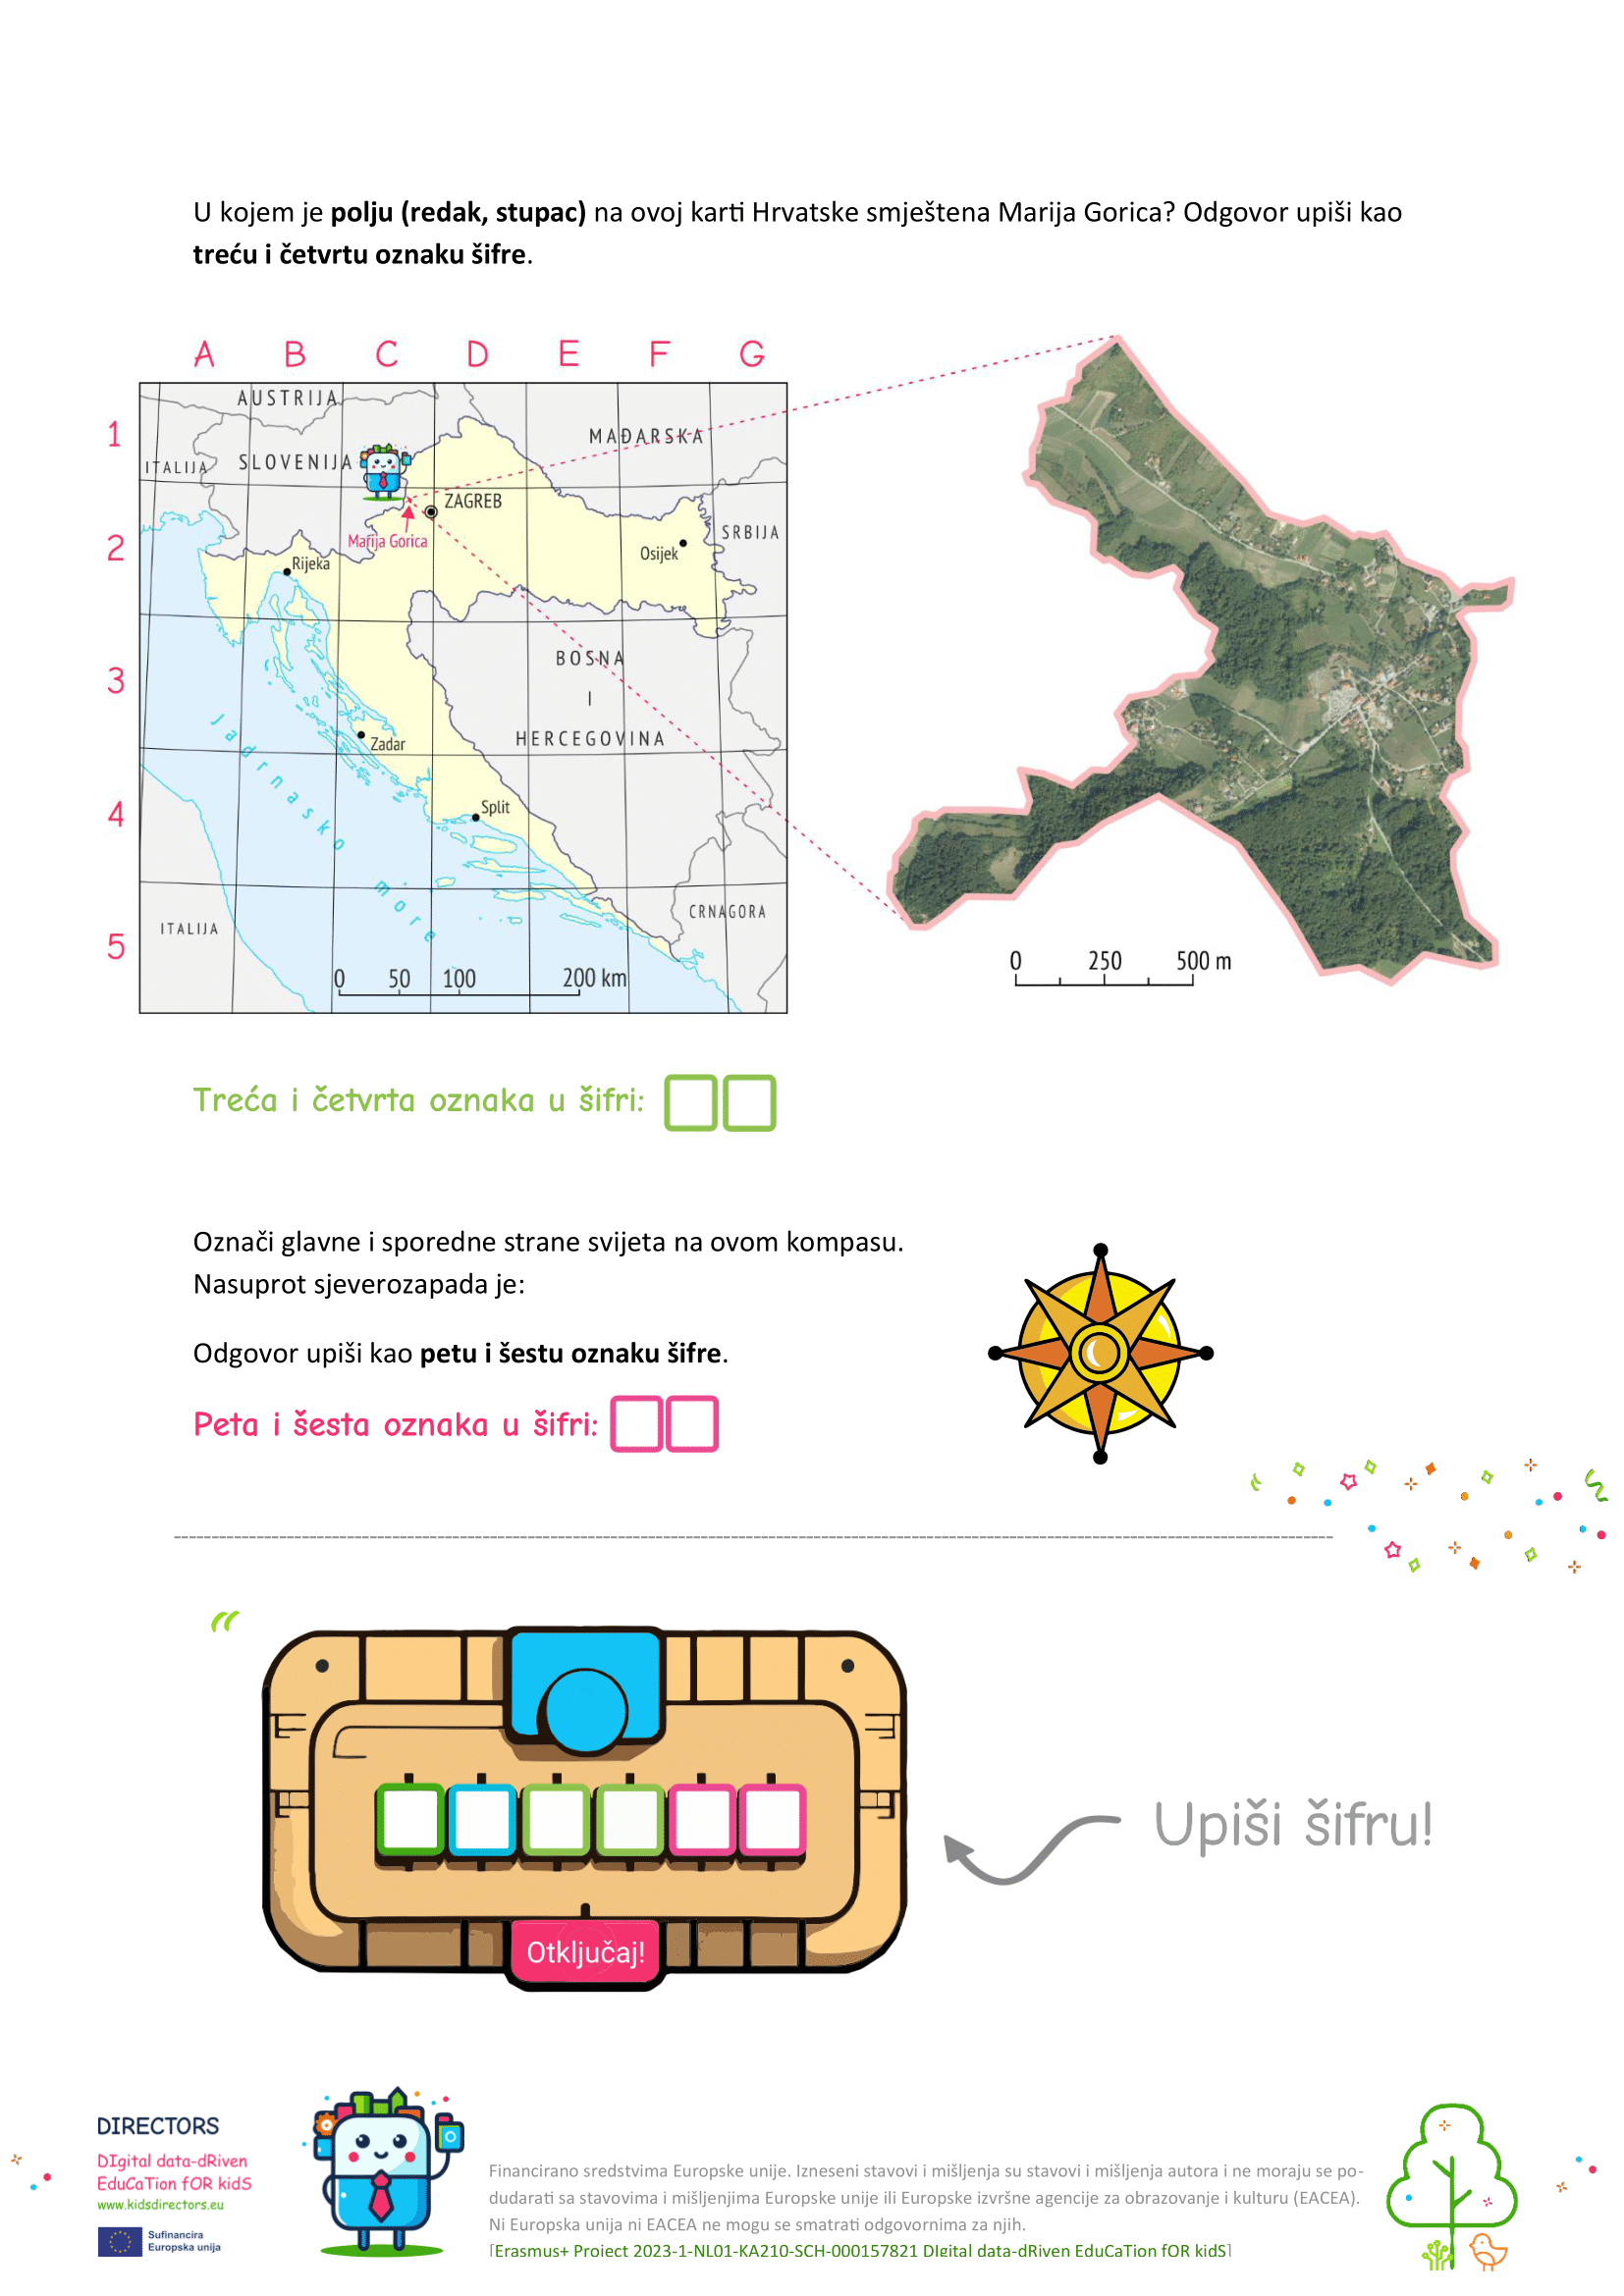 U kojem je polju (redak, stupac) na ovoj karti Hrvatske smještena Marija Gorica? Odgovor upiši kao
treću i četvrtu oznaku šifre.
A B C D E F G
1
2
3
4
5
AUSTRIJA
MAĐARSKA
ITALIJA
SLOVENIJA
ZAGREB
SRBIJA
Marija Gorica
Osijek
Rijeka
BOSNA
I
HERCEGOVINA
Zadar
Jadransko more
Split
CRNAGORA
ITALIJA
0 50 100 200 km
0 250 500 m
Treća i četvrta oznaka u šifri:
Označi glavne i sporedne strane svijeta na ovom kompasu.
Nasuprot sjeverozapada je:
Odgovor upiši kao petu i šestu oznaku šifre.
Peta i šesta oznaka u šifri:
Upiši šifru!
Otključaj!
DIRECTORS
DIgital data-dRiven
EduCaTion fOR kidS
www.kidsdirectors.eu
Sufinancira
Europska unija
Financirano sredstvima Europske unije. Izneseni stavovi i mišljenja su stavovi i mišljenja autora i ne moraju se po-
dudarati sa stavovima i mišljenjima Europske unije ili Europske izvršne agencije za obrazovanje i kulturu (EACEA).
Ni Europska unija ni EACEA ne mogu se smatrati odgovornima za njih.
[Erasmus+ Project 2023-1-NL01-KA210-SCH-000157821 DIgital data-dRiven EduCaTion fOR kidS]